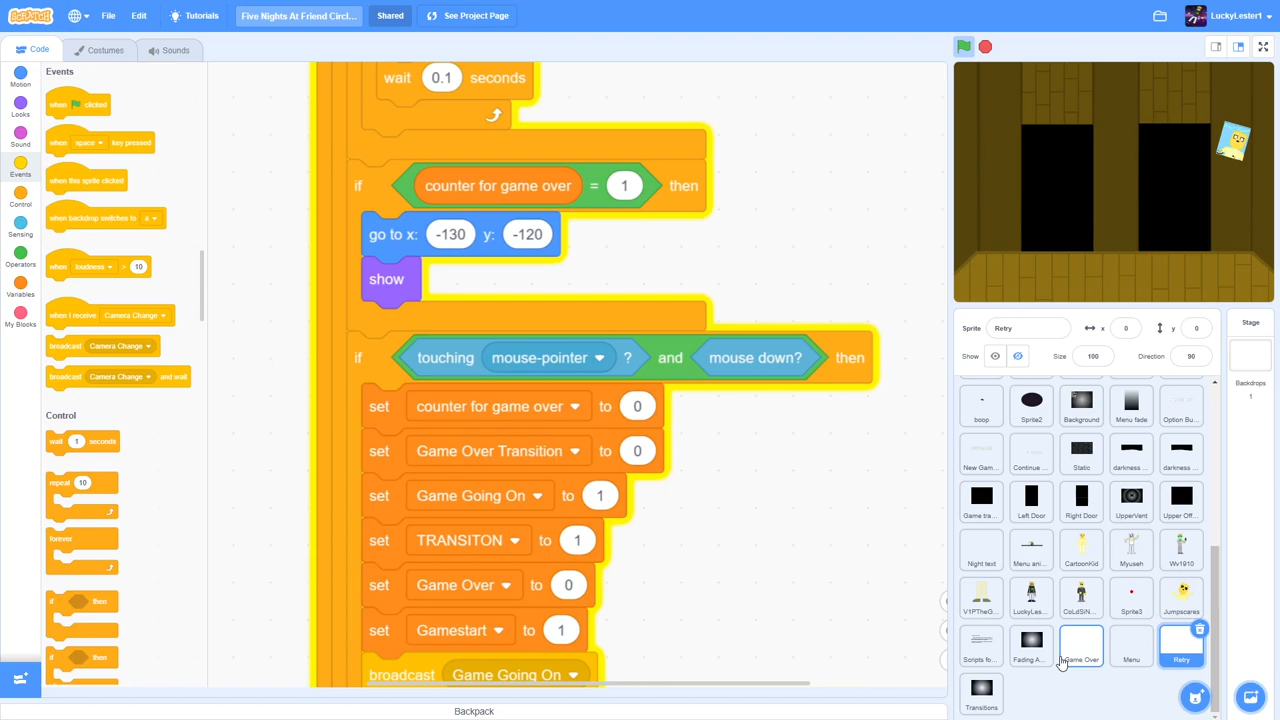 SCRATCH File Edit Tutorials Five Nights At Friend Circl... Shared See Project Page LuckyLester1
Code Costumes Sounds
Motion
Looks
Sound
Events
Control
Sensing
Operators
Variables
My Blocks
Events
when clicked
when space key pressed
when this sprite clicked
when backdrop switches to a
when loudness > 10
when I receive Camera Change
broadcast Camera Change
broadcast Camera Change and wait
Control
wait 1 seconds
repeat 10
forever
if then
if then
wait 0.1 seconds
if counter for game over = 1 then
go to x: -130 y: -120
show
if touching mouse-pointer ? and mouse down? then
set counter for game over to 0
set Game Over Transition to 0
set Game Going On to 1
set TRANSITON to 1
set Game Over to 0
set Gamestart to 1
broadcast Game Going On
Backpack
Sprite Retry x 0 y 0
Show Size 100 Direction 90
Stage
Backdrops
1
boop Sprite2 Background Menu fade Option Bu...
New Gam... Continue ... Static darkness ... darkness ...
Game tra... Left Door Right Door UpperVent Upper Off...
Night text Menu ani... CartoonKid Myuseh Wv1910
V1PTheG... LuckyLes... CoLdSiN... Sprite3 Jumpscares
Scripts fo... Fading A... Game Over Menu Retry
Transitions